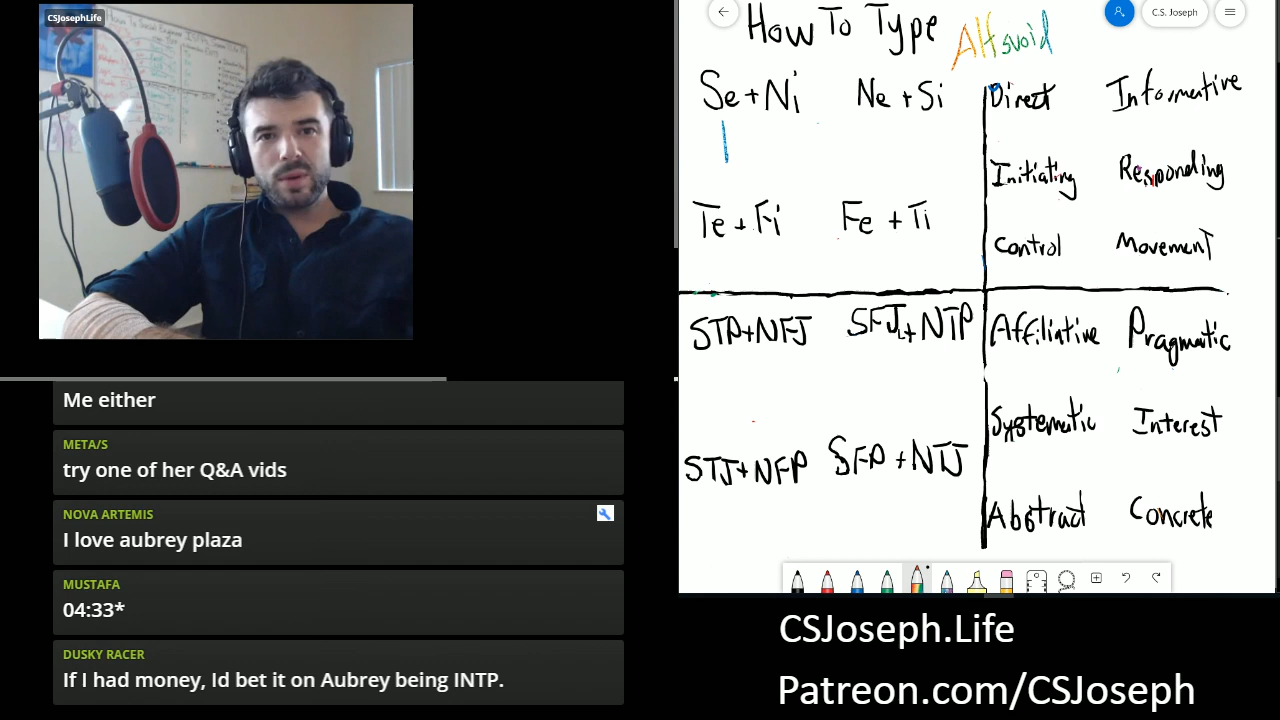 CSJosephLife
Me either
META/S
try one of her Q&A vids
NOVA ARTEMIS
I love aubrey plaza
MUSTAFA
04:33*
DUSKY RACER
If I had money, Id bet it on Aubrey being INTP.
C.S. Joseph
How To Type
Altsvoid
Se + Ni Ne + Si Direct Informative
Initiating Responding
Te + Fi Fe + Ti
Control Movement
STP+NFJ SFJ+NTP Affiliative Pragmatic
Systematic Interest
STJ+NFP SFP+NTJ
Abstract Concrete
CSJoseph.Life
Patreon.com/CSJoseph